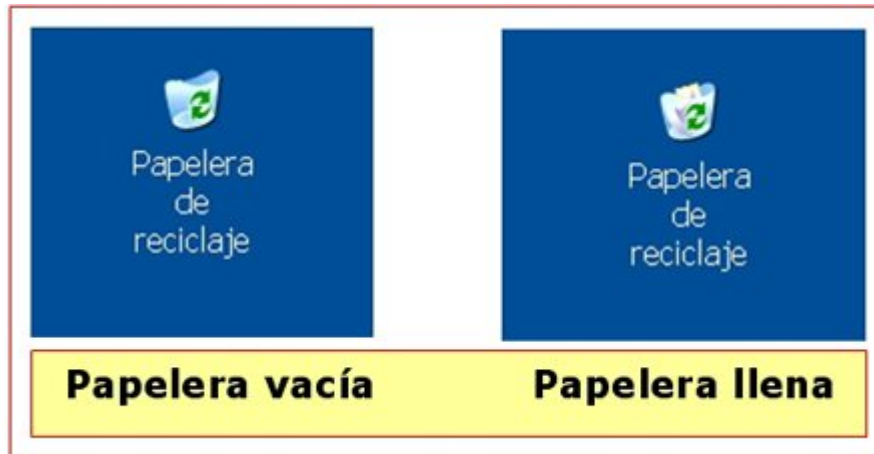 Papelera
de
reciclaje
Papelera
de
reciclaje
Papelera vacía
Papelera llena